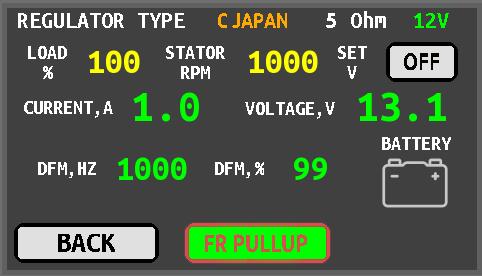 REGULATOR TYPE C JAPAN 5 Ohm 12V
LOAD % 100 STATOR RPM 1000 SET V OFF
CURRENT,A 1.0 VOLTAGE,V 13.1
BATTERY
DFM,HZ 1000 DFM,% 99
- +
BACK FR PULLUP